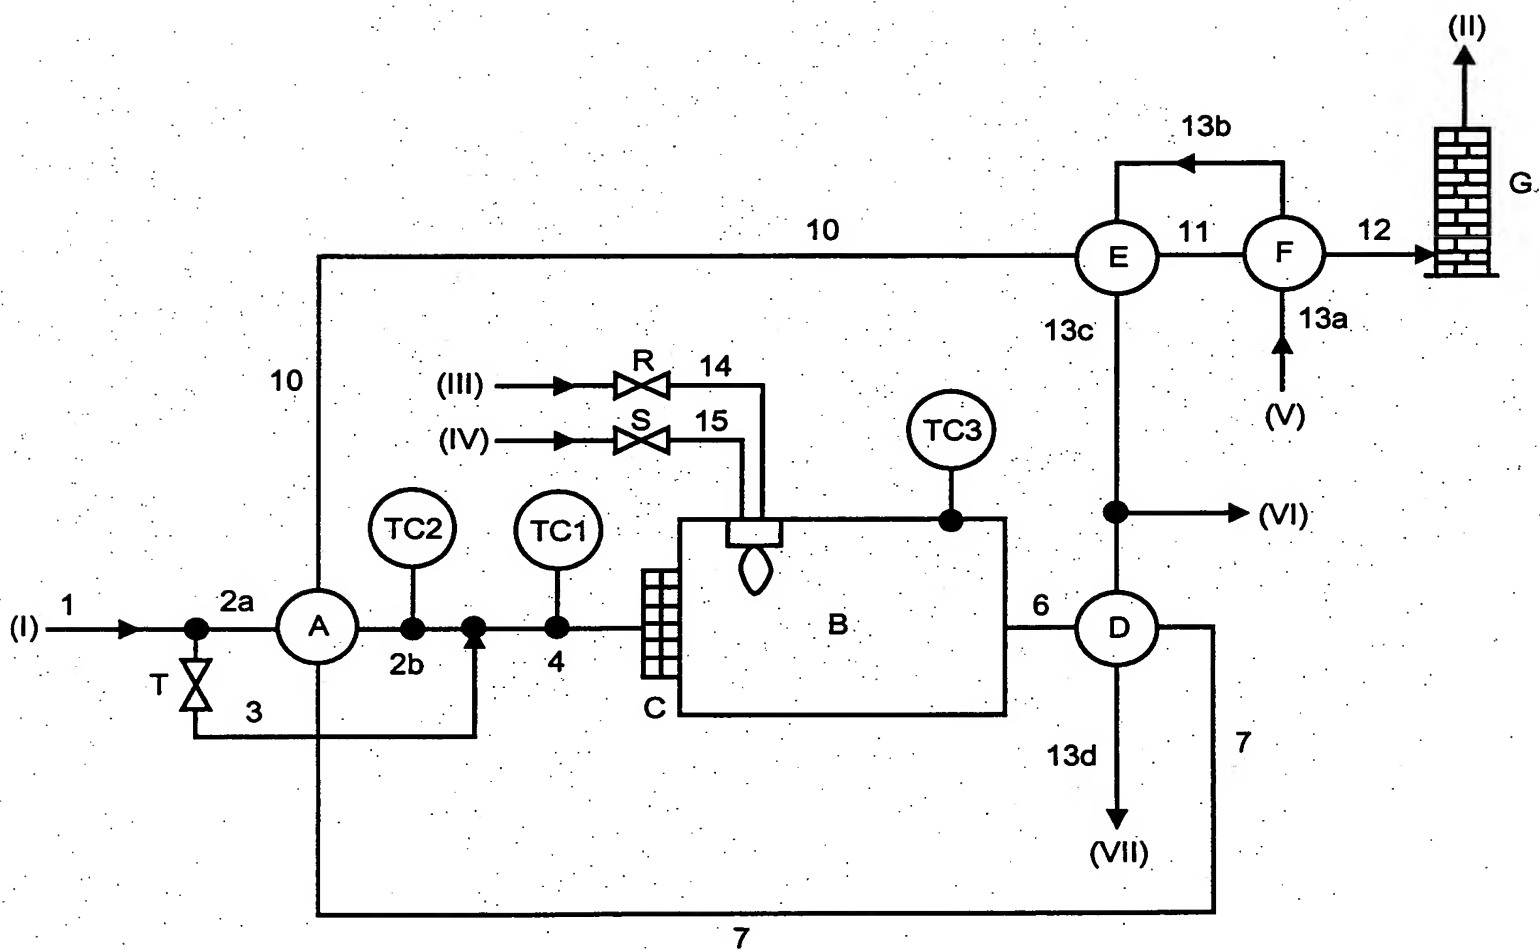 (II)
13b
G
10
11
12
E
F
13c
13a
R
14
(III)
10
(V)
S
15
(IV)
TC3
TC2
TC1
(VI)
1
2a
6
(I)
A
B
D
2b
4
T
3
C
13d
7
(VII)
7